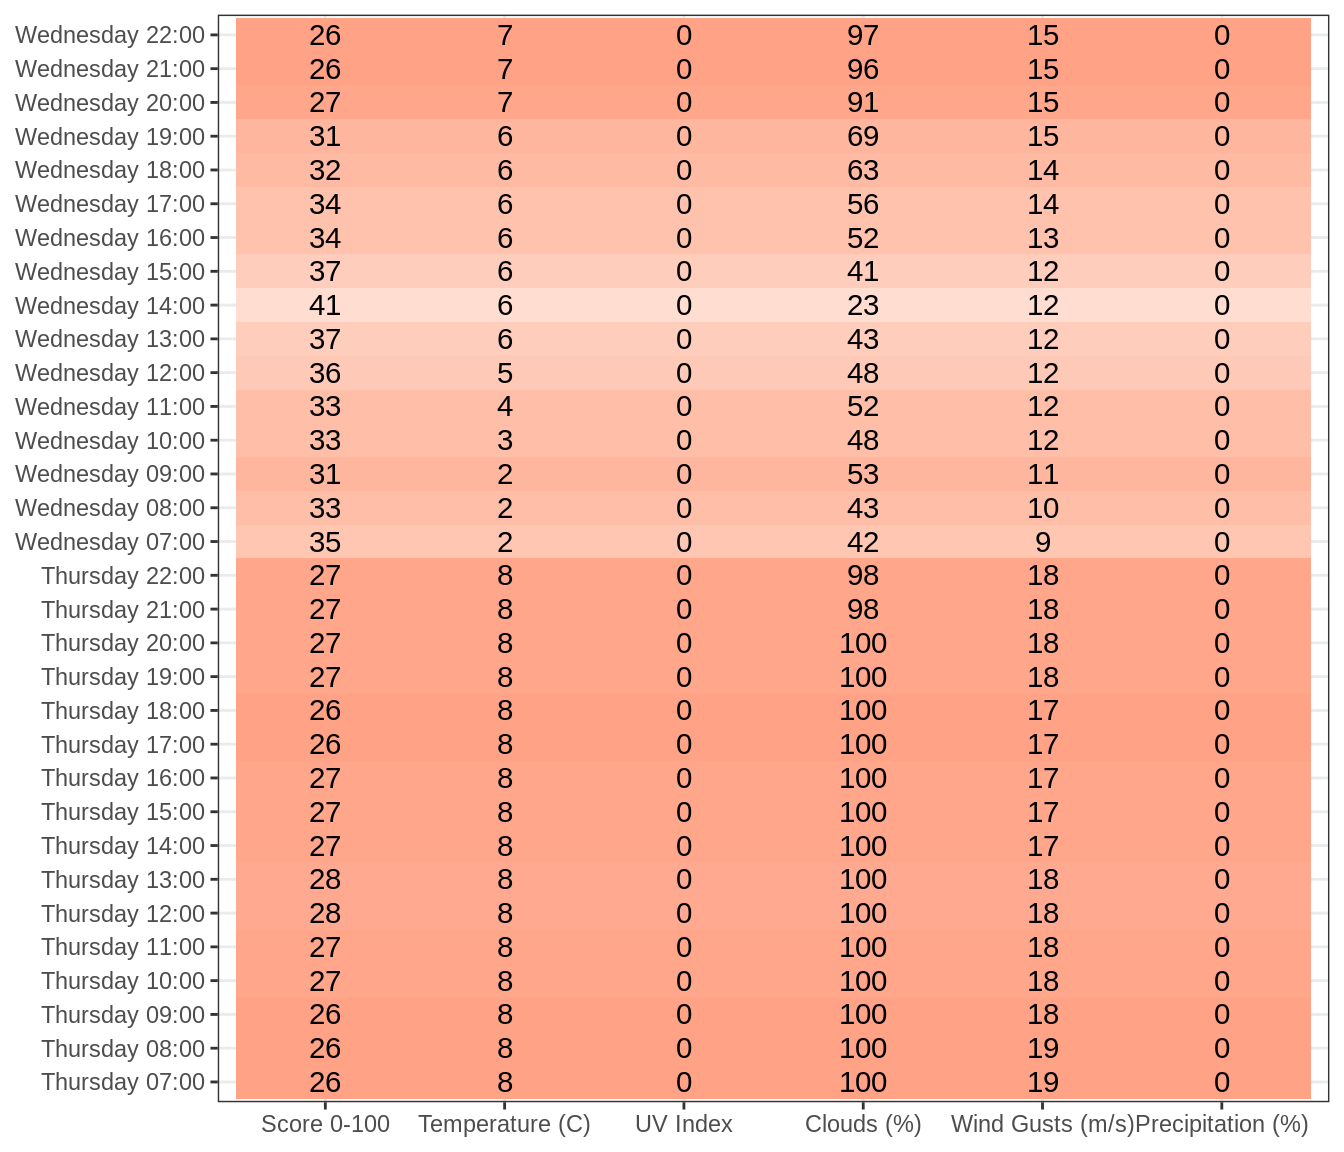 Wednesday 22:00 26 7 0 97 15 0
Wednesday 21:00 26 7 0 96 15 0
Wednesday 20:00 27 7 0 91 15 0
Wednesday 19:00 31 6 0 69 15 0
Wednesday 18:00 32 6 0 63 14 0
Wednesday 17:00 34 6 0 56 14 0
Wednesday 16:00 34 6 0 52 13 0
Wednesday 15:00 37 6 0 41 12 0
Wednesday 14:00 41 6 0 23 12 0
Wednesday 13:00 37 6 0 43 12 0
Wednesday 12:00 36 5 0 48 12 0
Wednesday 11:00 33 4 0 52 12 0
Wednesday 10:00 33 3 0 48 12 0
Wednesday 09:00 31 2 0 53 11 0
Wednesday 08:00 33 2 0 43 10 0
Wednesday 07:00 35 2 0 42 9 0
Thursday 22:00 27 8 0 98 18 0
Thursday 21:00 27 8 0 98 18 0
Thursday 20:00 27 8 0 100 18 0
Thursday 19:00 27 8 0 100 18 0
Thursday 18:00 26 8 0 100 17 0
Thursday 17:00 26 8 0 100 17 0
Thursday 16:00 27 8 0 100 17 0
Thursday 15:00 27 8 0 100 17 0
Thursday 14:00 27 8 0 100 17 0
Thursday 13:00 28 8 0 100 18 0
Thursday 12:00 28 8 0 100 18 0
Thursday 11:00 27 8 0 100 18 0
Thursday 10:00 27 8 0 100 18 0
Thursday 09:00 26 8 0 100 18 0
Thursday 08:00 26 8 0 100 19 0
Thursday 07:00 26 8 0 100 19 0
Score 0-100 Temperature (C) UV Index Clouds (%) Wind Gusts (m/s) Precipitation (%)